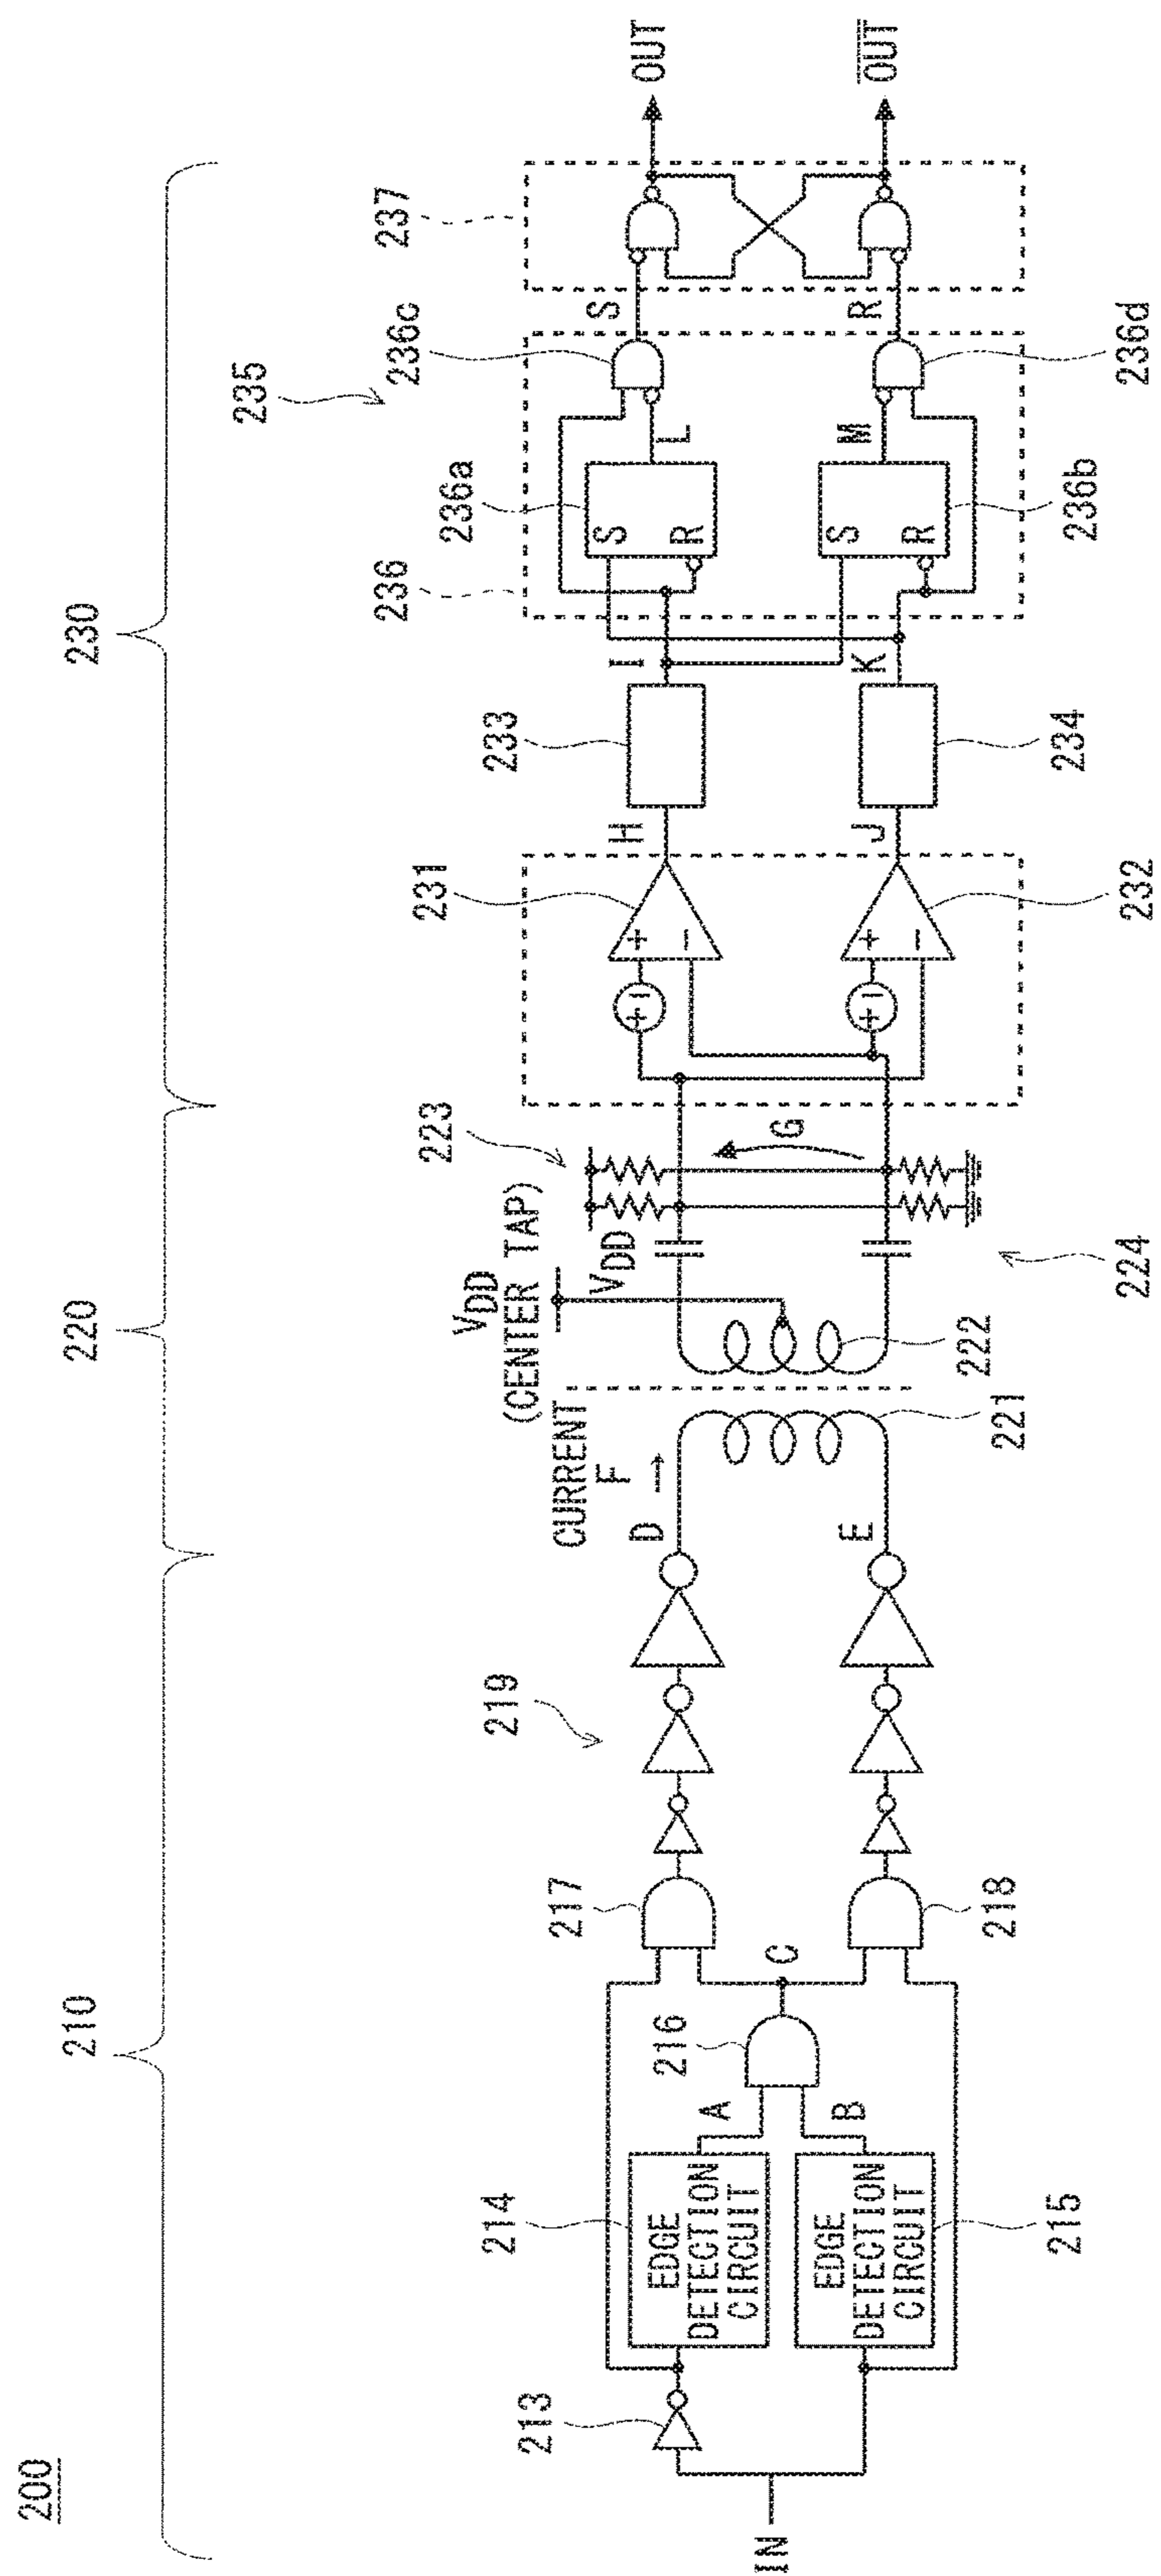 200
210
220
230
IN
213
214
EDGE
DETECTION
CIRCUIT
A
EDGE
DETECTION
CIRCUIT
B
215
216
C
217
218
219
D
E
CURRENT
F
221
222
VDD
(CENTER TAP)
VDD
223
224
G
231
+
−
+ −
232
+
−
+ −
H
J
233
234
I
K
235
236
236a
S
R
L
236b
S
R
M
236c
236d
S
R
237
OUT
O̅U̅T̅